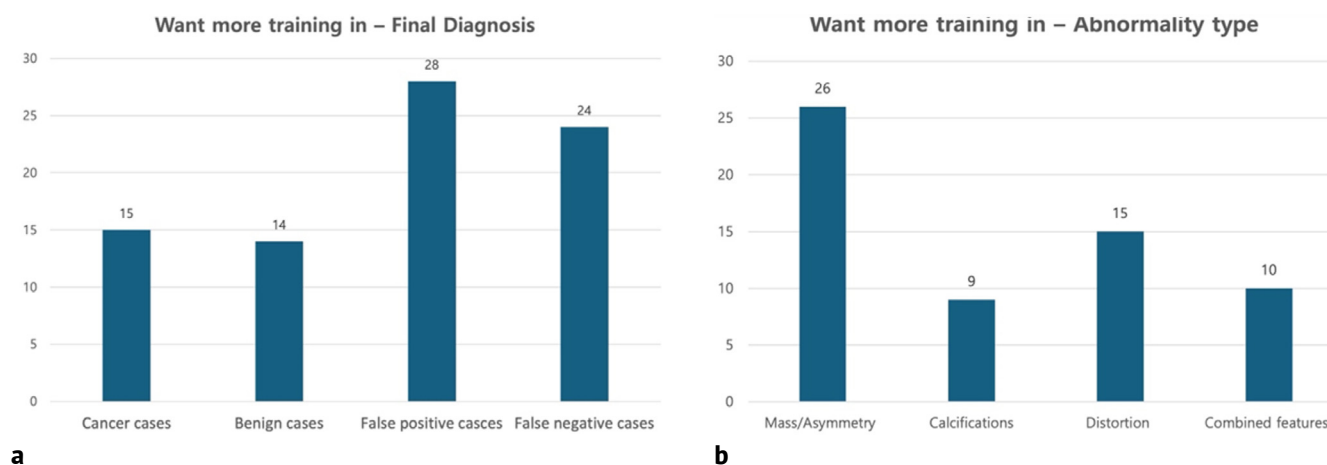 Want more training in – Final Diagnosis
30
25
20
15
10
5
0
15
14
28
24
Cancer cases
Benign cases
False positive casces
False negative cases
a
Want more training in – Abnormality type
30
25
20
15
10
5
0
26
9
15
10
Mass/Asymmetry
Calcifications
Distortion
Combined features
b